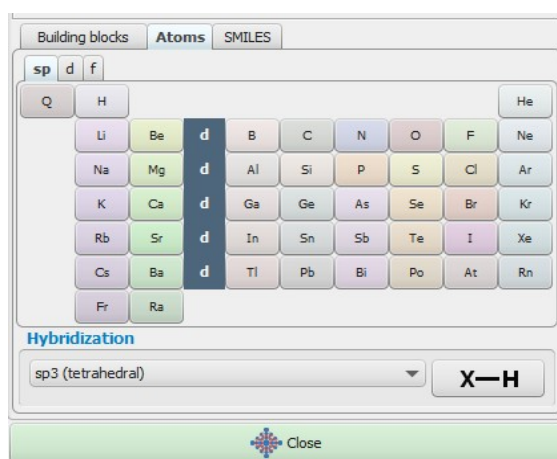 Building blocks Atoms SMILES
sp d f
Q H He
Li Be d B C N O F Ne
Na Mg d Al Si P S Cl Ar
K Ca d Ga Ge As Se Br Kr
Rb Sr d In Sn Sb Te I Xe
Cs Ba d Tl Pb Bi Po At Rn
Fr Ra
Hybridization
sp3 (tetrahedral) X—H
Close